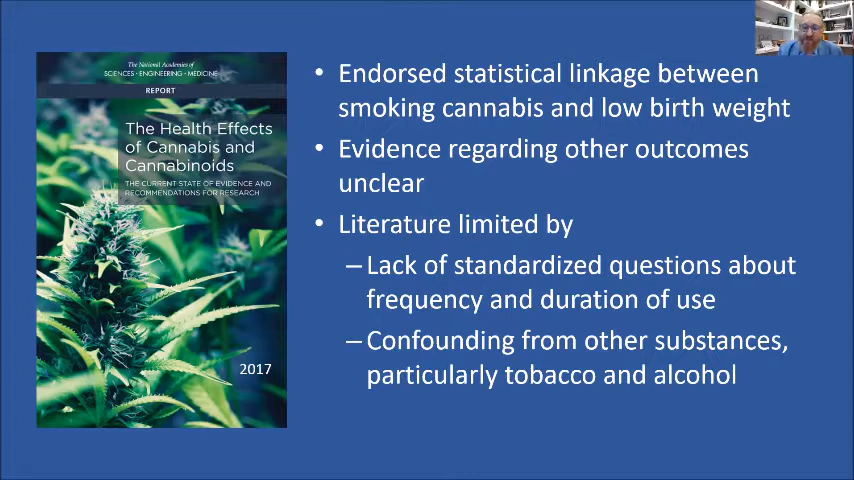 The National Academies of
SCIENCES • ENGINEERING • MEDICINE
REPORT
The Health Effects
of Cannabis and
Cannabinoids
THE CURRENT STATE OF EVIDENCE AND
RECOMMENDATIONS FOR RESEARCH
2017
• Endorsed statistical linkage between
smoking cannabis and low birth weight
• Evidence regarding other outcomes
unclear
• Literature limited by
– Lack of standardized questions about
frequency and duration of use
– Confounding from other substances,
particularly tobacco and alcohol